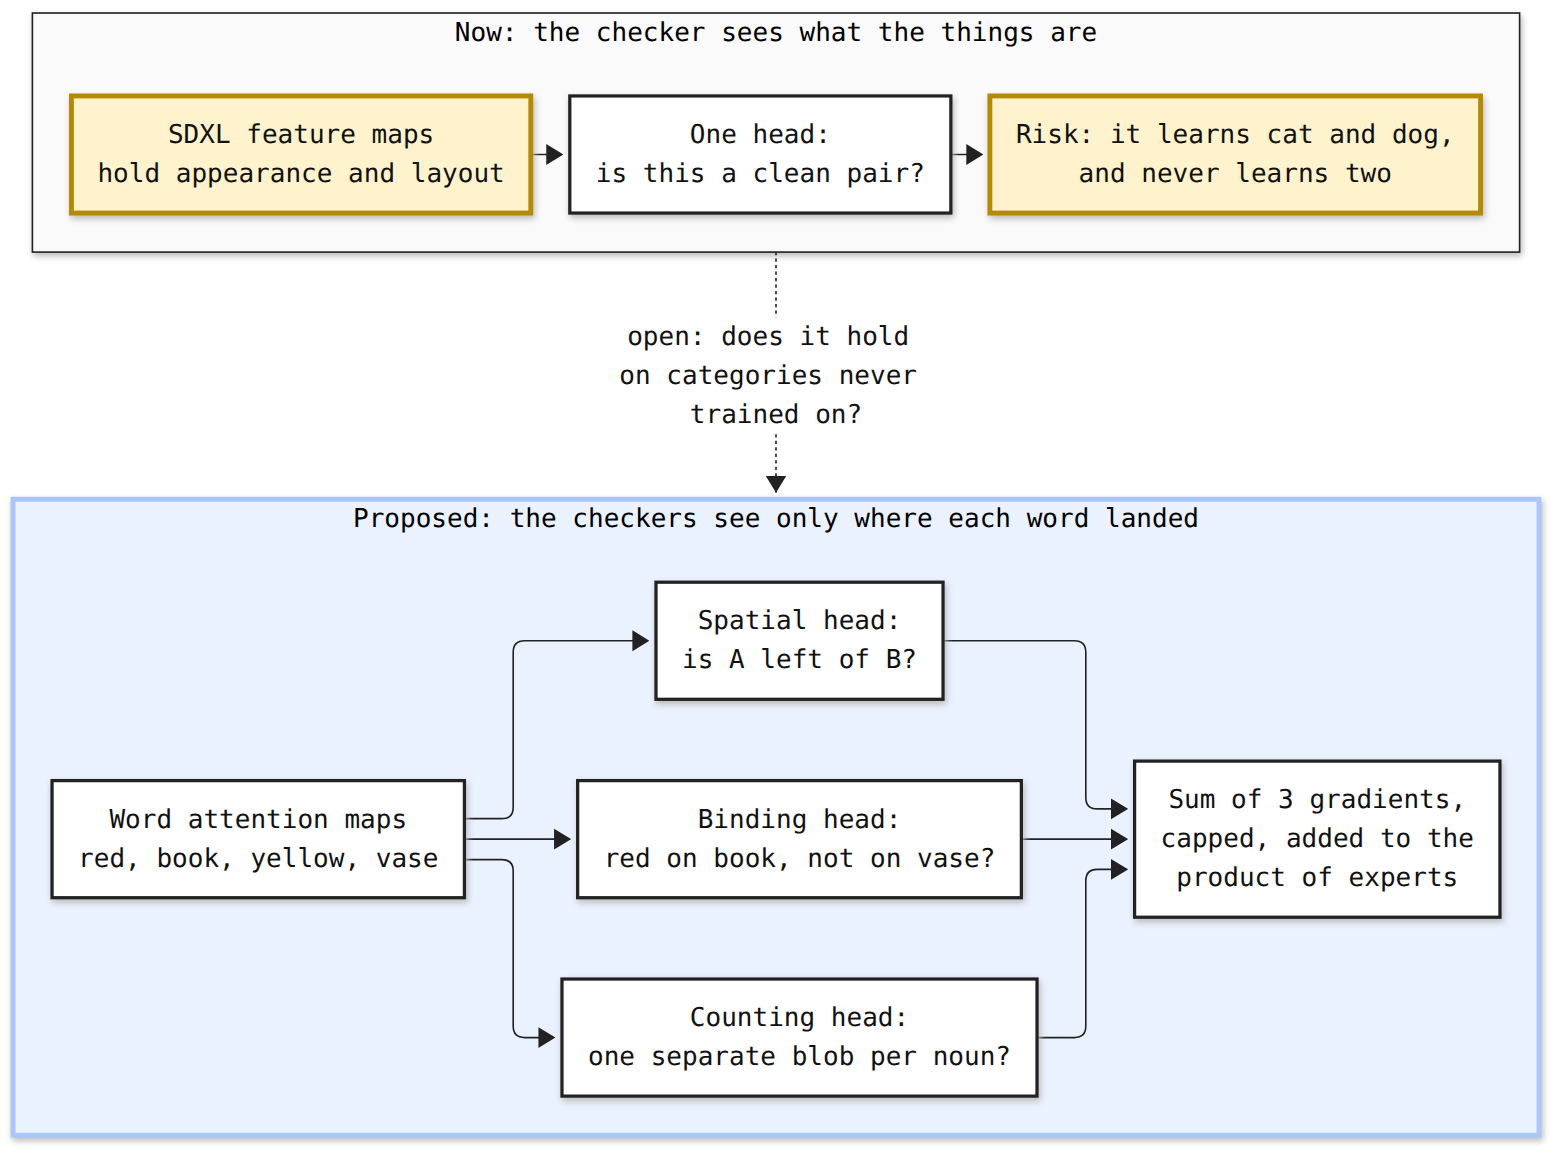 Now: the checker sees what the things are
SDXL feature maps
hold appearance and layout
One head:
is this a clean pair?
Risk: it learns cat and dog,
and never learns two
open: does it hold
on categories never
trained on?
Proposed: the checkers see only where each word landed
Spatial head:
is A left of B?
Word attention maps
red, book, yellow, vase
Binding head:
red on book, not on vase?
Sum of 3 gradients,
capped, added to the
product of experts
Counting head:
one separate blob per noun?